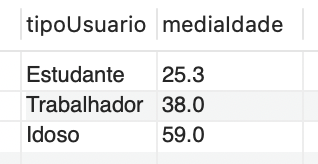 tipoUsuario mediaIdade
Estudante 25.3
Trabalhador 38.0
Idoso 59.0